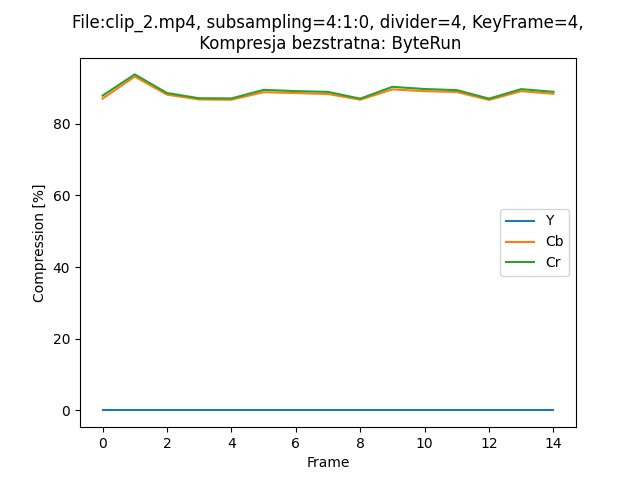 File:clip_2.mp4, subsampling=4:1:0, divider=4, KeyFrame=4,
Kompresja bezstratna: ByteRun
Compression [%]
80
60
40
20
0
Y
Cb
Cr
0 2 4 6 8 10 12 14
Frame